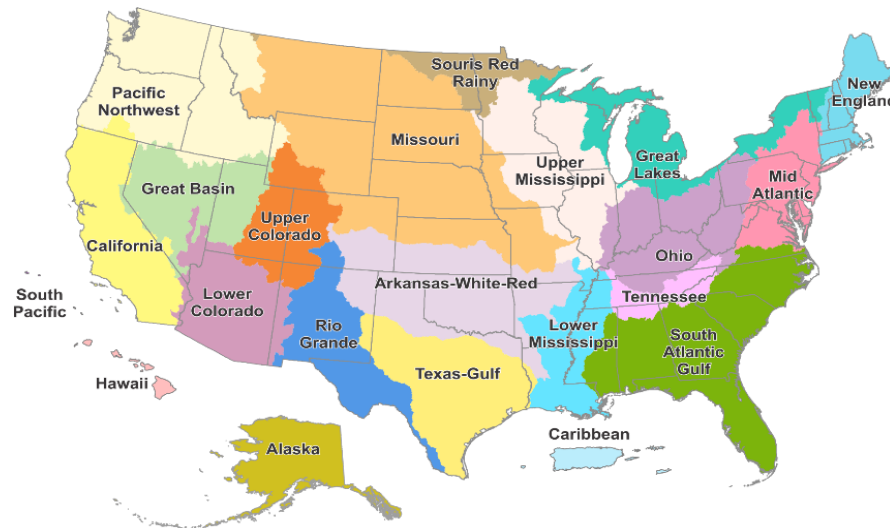 Souris Red
Rainy
New
England
Pacific
Northwest
Missouri
Upper
Mississippi
Great
Lakes
Mid
Atlantic
Great Basin
Upper
Colorado
California
Ohio
Arkansas-White-Red
Tennessee
South
Pacific
Lower
Colorado
Rio
Grande
Lower
Mississippi
South
Atlantic
Gulf
Texas-Gulf
Hawaii
Caribbean
Alaska